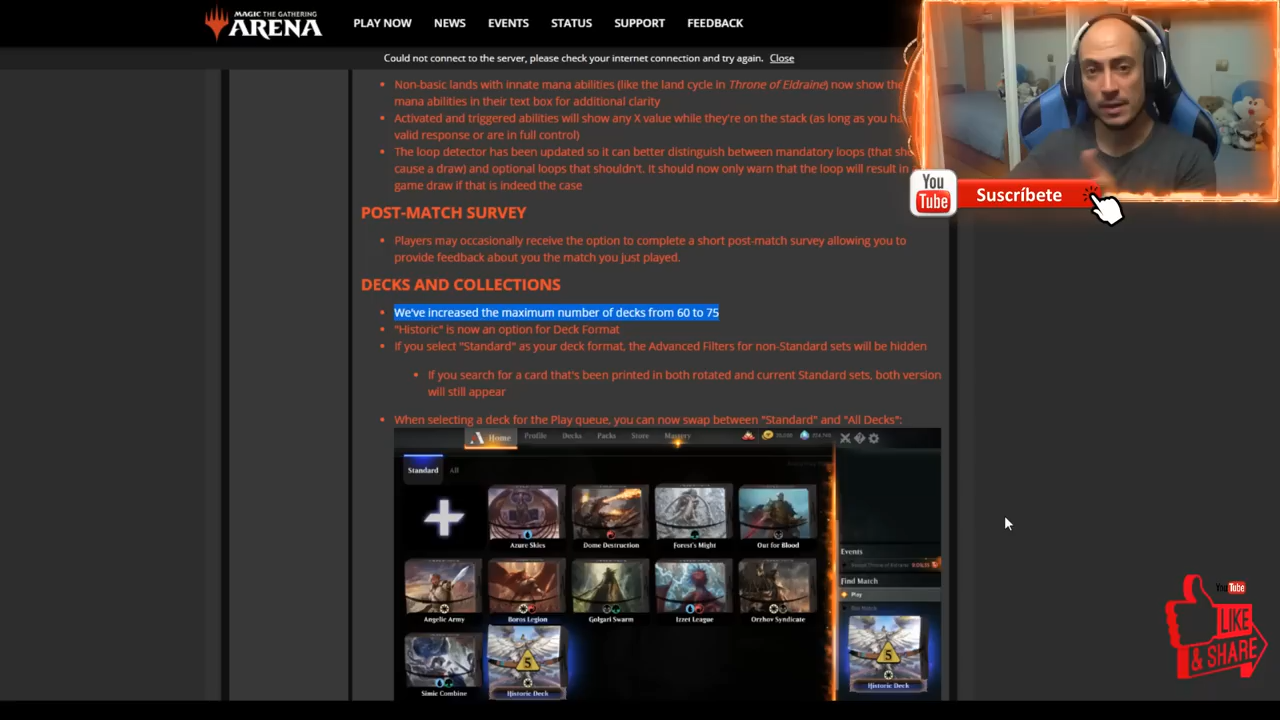 MAGIC THE GATHERING
ARENA
PLAY NOW NEWS EVENTS STATUS SUPPORT FEEDBACK
Could not connect to the server, please check your internet connection and try again. Close
Non-basic lands with innate mana abilities (like the land cycle in Throne of Eldraine) now show the
mana abilities in their text box for additional clarity
Activated and triggered abilities will show any X value while they're on the stack (as long as you ha
valid response or are in full control)
The loop detector has been updated so it can better distinguish between mandatory loops (that sho
cause a draw) and optional loops that shouldn't. It should now only warn that the loop will result in
game draw if that is indeed the case
POST-MATCH SURVEY
Players may occasionally receive the option to complete a short post-match survey allowing you to
provide feedback about you the match you just played.
DECKS AND COLLECTIONS
We've increased the maximum number of decks from 60 to 75
"Historic" is now an option for Deck Format
If you select "Standard" as your deck format, the Advanced Filters for non-Standard sets will be hidden
If you search for a card that's been printed in both rotated and current Standard sets, both version
will still appear
When selecting a deck for the Play queue, you can now swap between "Standard" and "All Decks":
Home Profile Decks Packs Store Mastery
Standard All
Azure Skies Dome Destruction Forest's Might Out for Blood
Angelic Army Boros Legion Golgari Swarm Izzet League Orzhov Syndicate
5
Simic Combine Historic Deck
Events
Find Match
Play
5
Historic Deck
You
Tube
Suscríbete
YouTube
LIKE
& SHARE